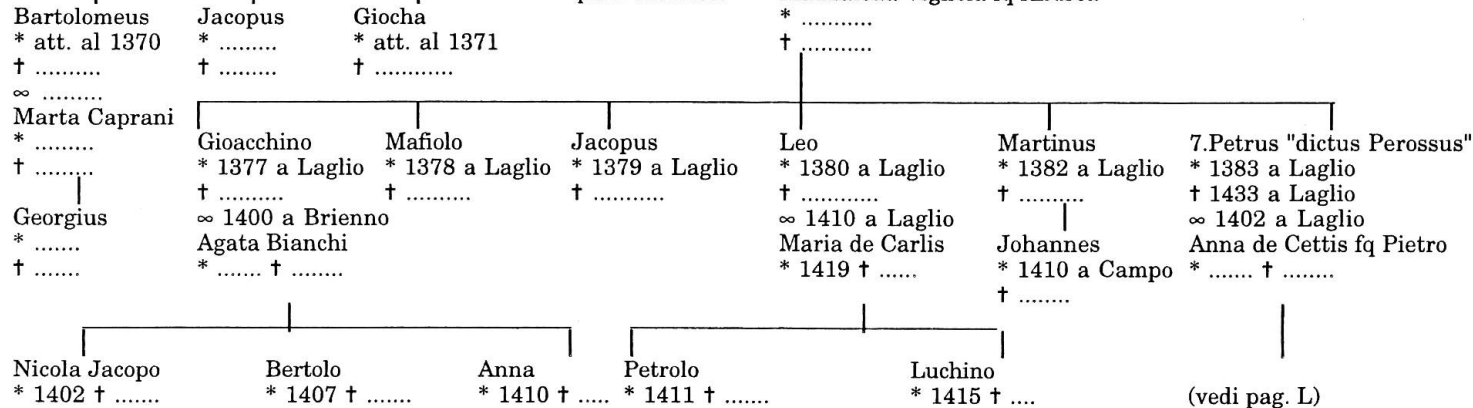 Bartolomeus
* att. al 1370
† ..........
∞ .........
Marta Caprani
* .........
† .........
Georgius
* .......
† .......
Jacopus
* .........
† .........
Giocha
* att. al 1371
† ............
* ...........
† ...........
Gioacchino
* 1377 a Laglio
† ..........
∞ 1400 a Brienno
Agata Bianchi
* ....... † ........
Mafiolo
* 1378 a Laglio
† ..........
Jacopus
* 1379 a Laglio
† ...........
Leo
* 1380 a Laglio
† ............
∞ 1410 a Laglio
Maria de Carlis
* 1419 † ......
Martinus
* 1382 a Laglio
† ...........
Johannes
* 1410 a Campo
† ........
7.Petrus "dictus Perossus"
* 1383 a Laglio
† 1433 a Laglio
∞ 1402 a Laglio
Anna de Cettis fq Pietro
* ....... † ........
Nicola Jacopo
* 1402 † .......
Bertolo
* 1407 † .......
Anna
* 1410 † .....
Petrolo
* 1411 † .......
Luchino
* 1415 † ....
(vedi pag. L)